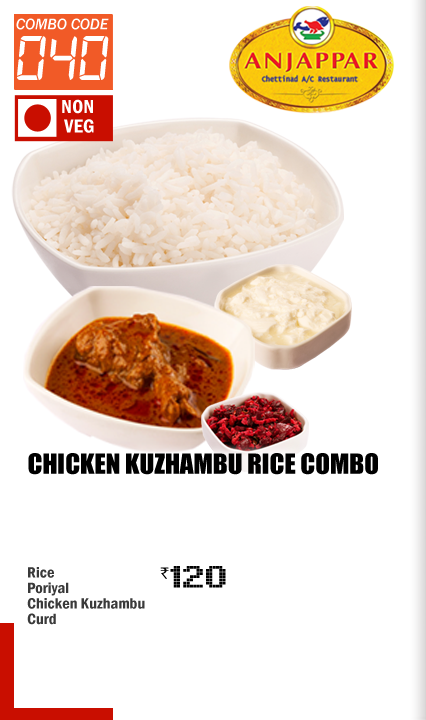 COMBO CODE
040
NON
VEG
ANJAPPAR
Chettinad A/C Restaurant
CHICKEN KUZHAMBU RICE COMBO
Rice
Poriyal
Chicken Kuzhambu
Curd
₹120